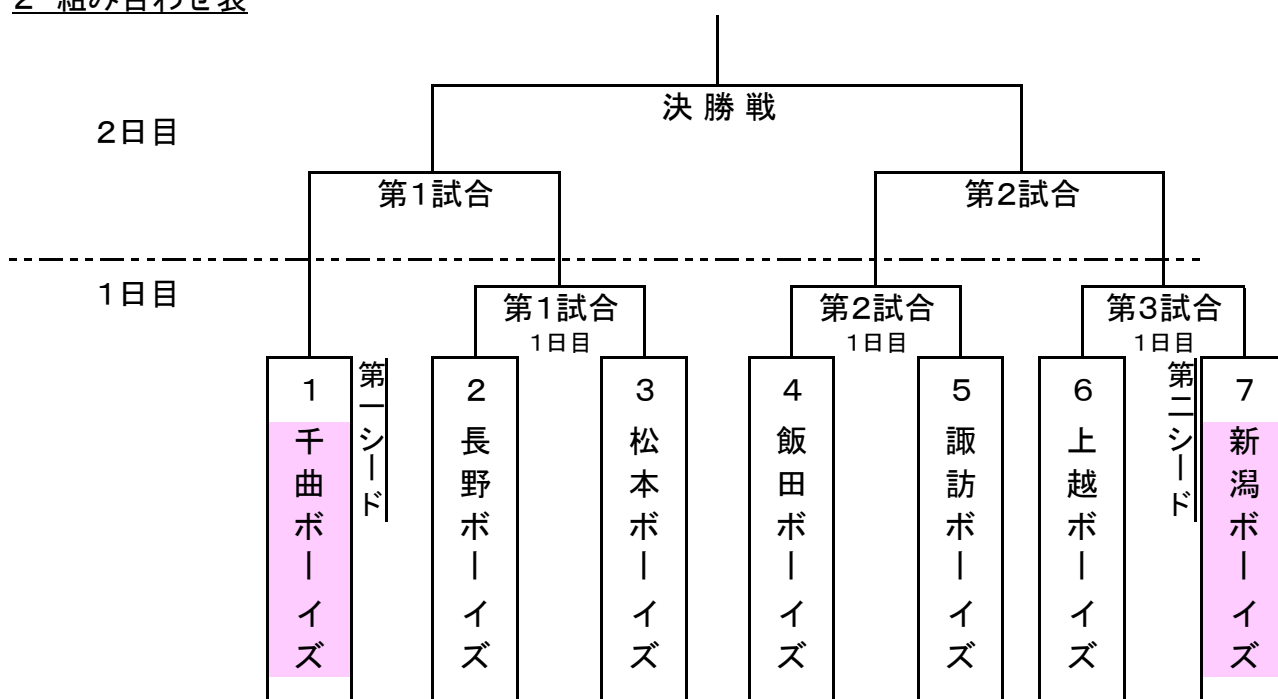 2 組み合わせ表
決勝戦
2日目
第1試合
第2試合
1日目
第1試合
1日目
第2試合
1日目
第3試合
1日目
1
千曲ボーイズ
第一シード
2
長野ボーイズ
3
松本ボーイズ
4
飯田ボーイズ
5
諏訪ボーイズ
6
上越ボーイズ
第二シード
7
新潟ボーイズ